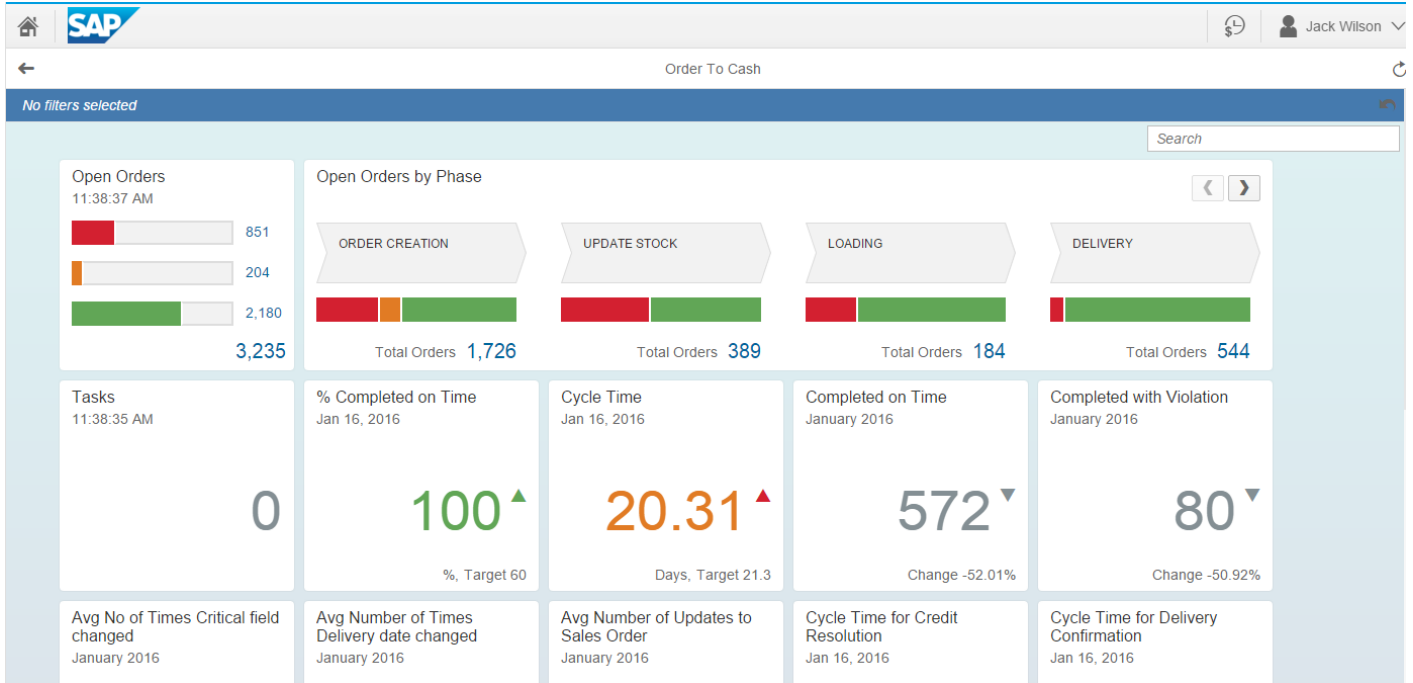 SAP
$
Jack Wilson
Order To Cash
No filters selected
Search
Open Orders
11:38:37 AM
851
204
2,180
3,235
Open Orders by Phase
ORDER CREATION
UPDATE STOCK
LOADING
DELIVERY
Total Orders 1,726
Total Orders 389
Total Orders 184
Total Orders 544
Tasks
11:38:35 AM
0
% Completed on Time
Jan 16, 2016
100
%, Target 60
Cycle Time
Jan 16, 2016
20.31
Days, Target 21.3
Completed on Time
January 2016
572
Change -52.01%
Completed with Violation
January 2016
80
Change -50.92%
Avg No of Times Critical field
changed
January 2016
Avg Number of Times
Delivery date changed
January 2016
Avg Number of Updates to
Sales Order
January 2016
Cycle Time for Credit
Resolution
Jan 16, 2016
Cycle Time for Delivery
Confirmation
Jan 16, 2016